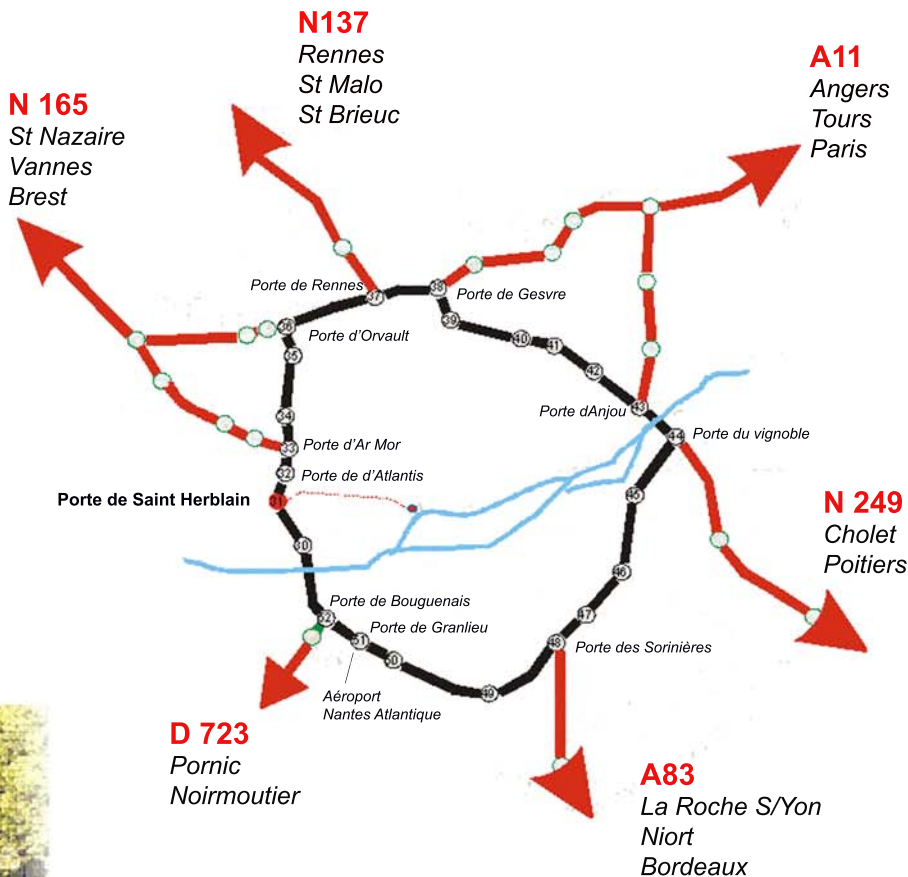 N137
Rennes
St Malo
St Brieuc
A11
Angers
Tours
Paris
N 165
St Nazaire
Vannes
Brest
Porte de Rennes
37
38
Porte de Gesvre
39
36
Porte d'Orvault
35
40
41
42
Porte dAnjou
43
34
33
Porte d'Ar Mor
44
Porte du vignoble
32
Porte de d'Atlantis
Porte de Saint Herblain
31
45
N 249
Cholet
Poitiers
30
46
Porte de Bouguenais
52
47
51
Porte de Granlieu
48
Porte des Sorinières
50
49
Aéroport
Nantes Atlantique
D 723
Pornic
Noirmoutier
A83
La Roche S/Yon
Niort
Bordeaux